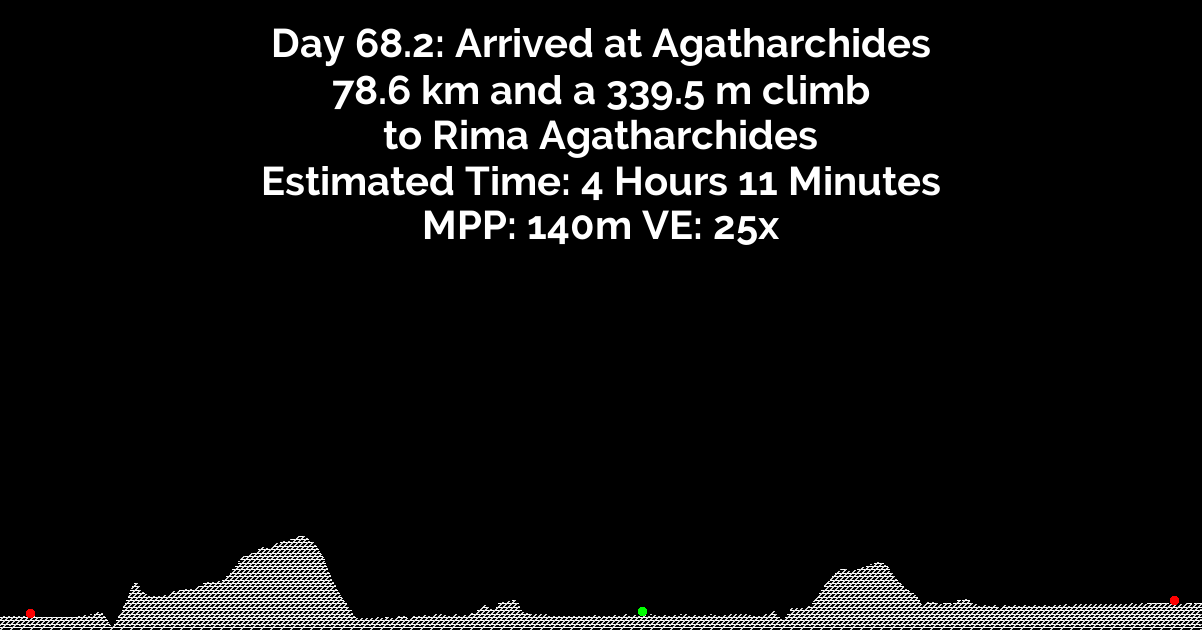 Day 68.2: Arrived at Agatharchides
78.6 km and a 339.5 m climb
to Rima Agatharchides
Estimated Time: 4 Hours 11 Minutes
MPP: 140m VE: 25x